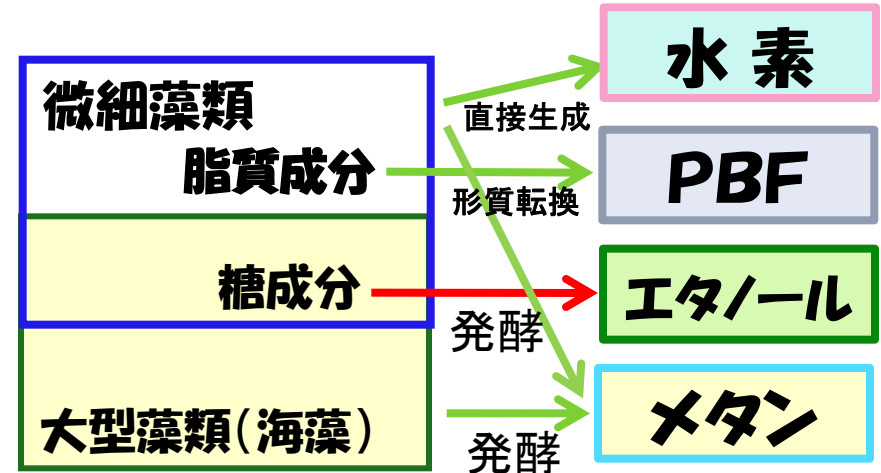 微細藻類
脂質成分
糖成分
大型藻類(海藻)
直接生成
形質転換
発酵
発酵
水素
PBF
エタノール
メタン